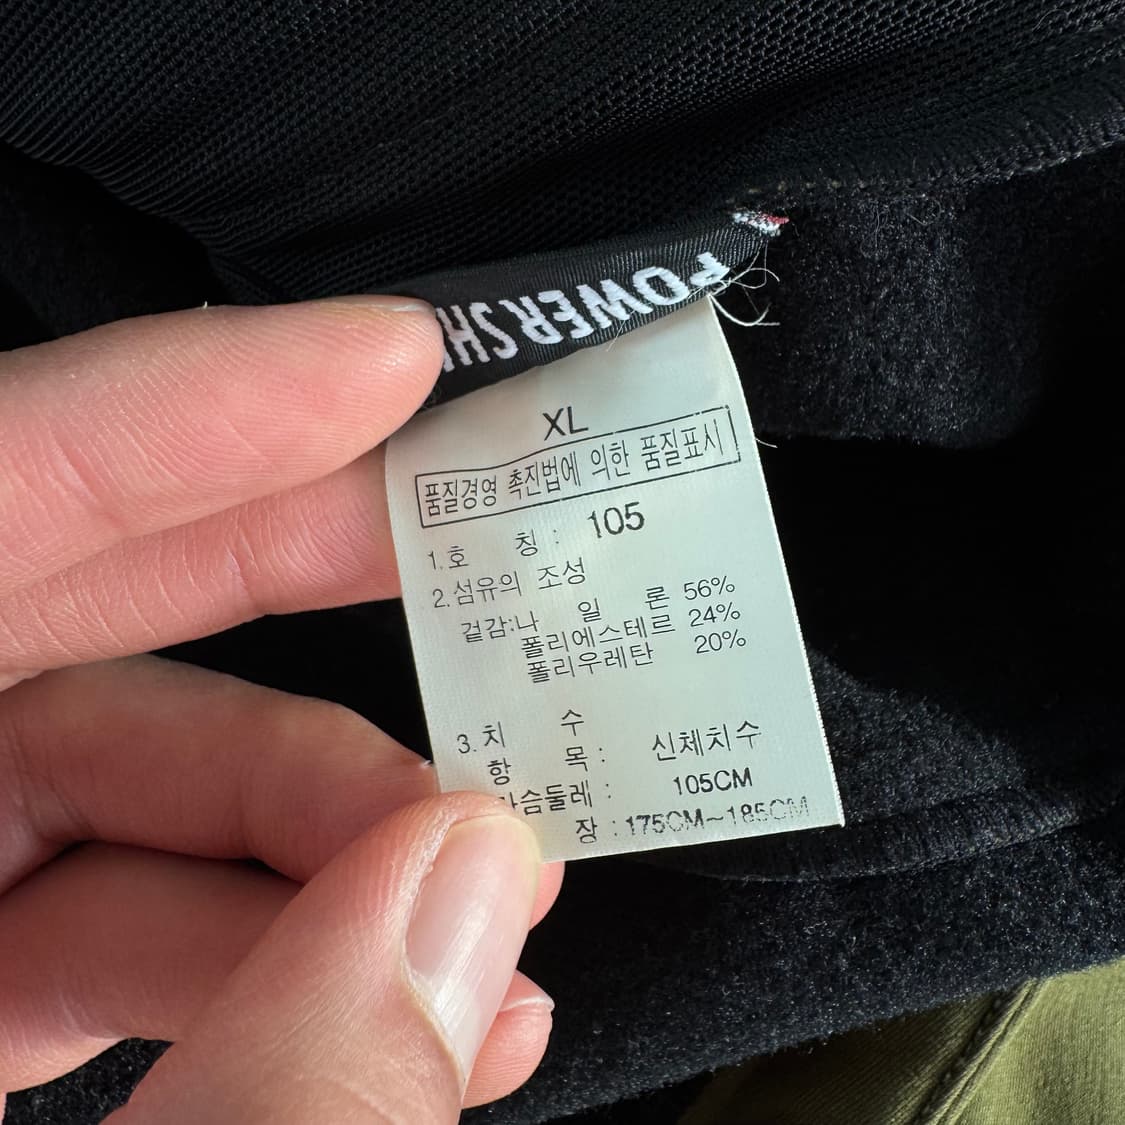 POWER SH
XL
품질경영 촉진법에 의한 품질표시
1.호 칭 : 105
2.섬유의 조성
겉감:나 일 론 56%
폴리에스테르 24%
폴리우레탄 20%
3.치 수
항 목 : 신체치수
슴둘레 : 105CM
장 : 175CM~185CM